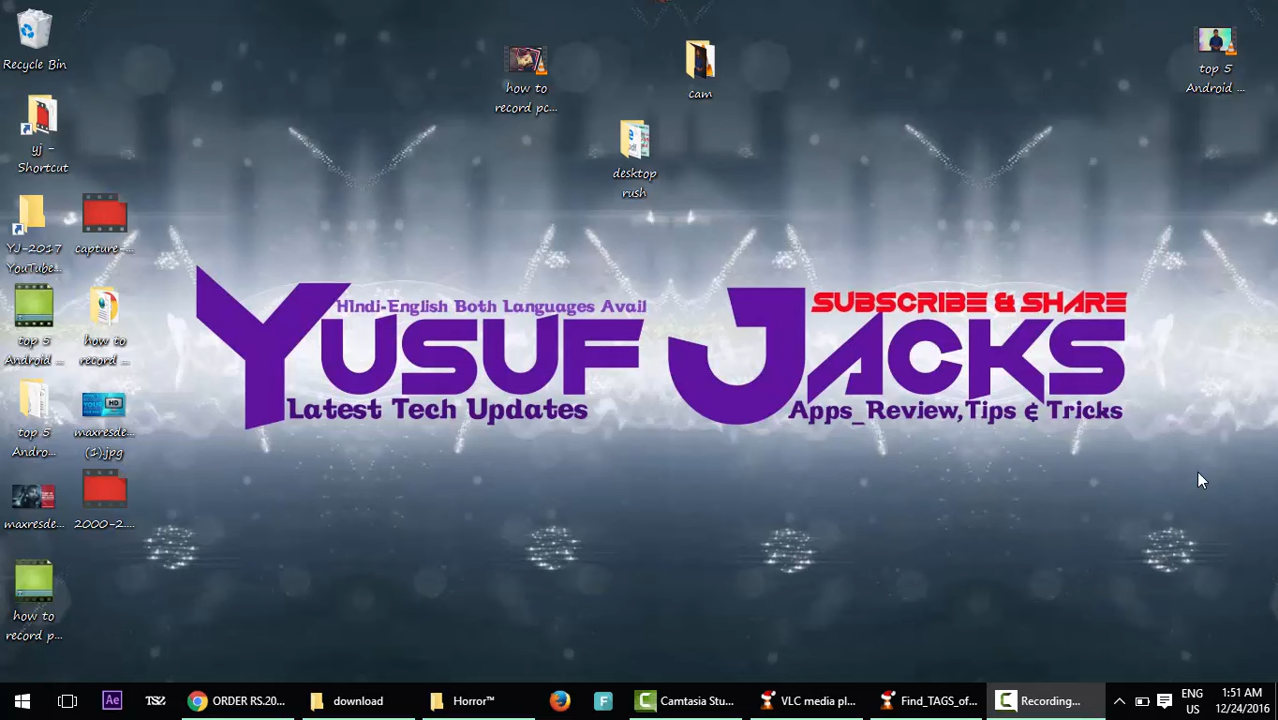 Recycle Bin
how to
record pc...
cam
top 5
Android ...
yj -
Shortcut
desktop
rush
YJ-2017
YouTube...
capture-...
HIndi-English Both Languages Avail
SUBSCRIBE & SHARE
YUSUF JACKS
Latest Tech Updates
Apps_Review,Tips & Tricks
top 5
Android ...
how to
record ...
top 5
Andro...
maxresde...
(1).jpg
HD
maxresde...
2000-2....
how to
record p...
Ae
TS2
ORDER RS.20...
download
Horror™
F
Camtasia Stu...
VLC media pl...
Find_TAGS_of...
Recording...
ENG
US
1:51 AM
12/24/2016